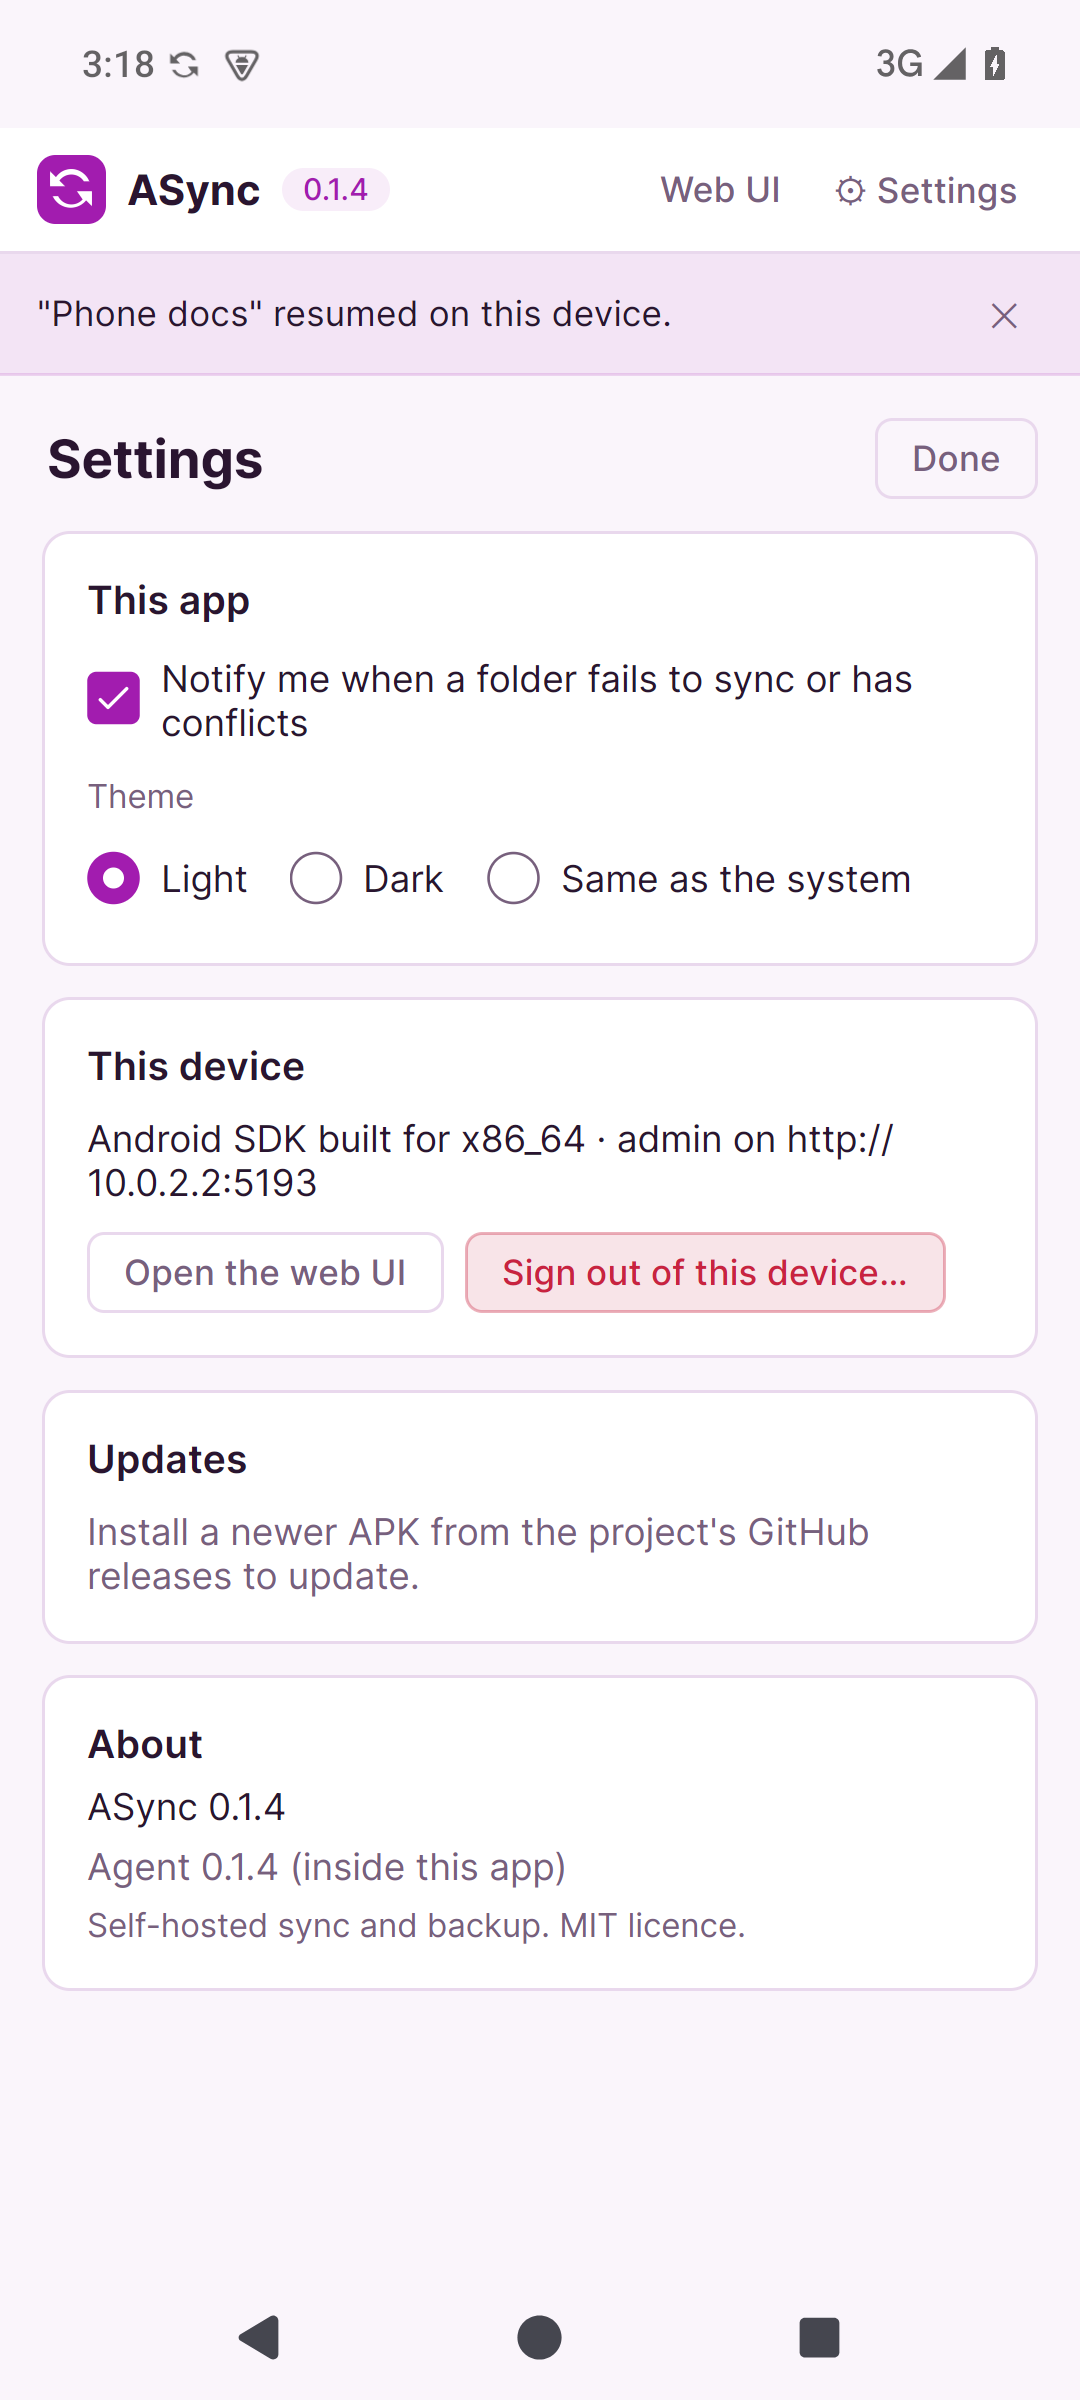 3:18
3G
ASync
0.1.4
Web UI
Settings
"Phone docs" resumed on this device.
Settings
Done
This app
Notify me when a folder fails to sync or has
conflicts
Theme
Light
Dark
Same as the system
This device
Android SDK built for x86_64 · admin on http://
10.0.2.2:5193
Open the web UI
Sign out of this device...
Updates
Install a newer APK from the project's GitHub
releases to update.
About
ASync 0.1.4
Agent 0.1.4 (inside this app)
Self-hosted sync and backup. MIT licence.